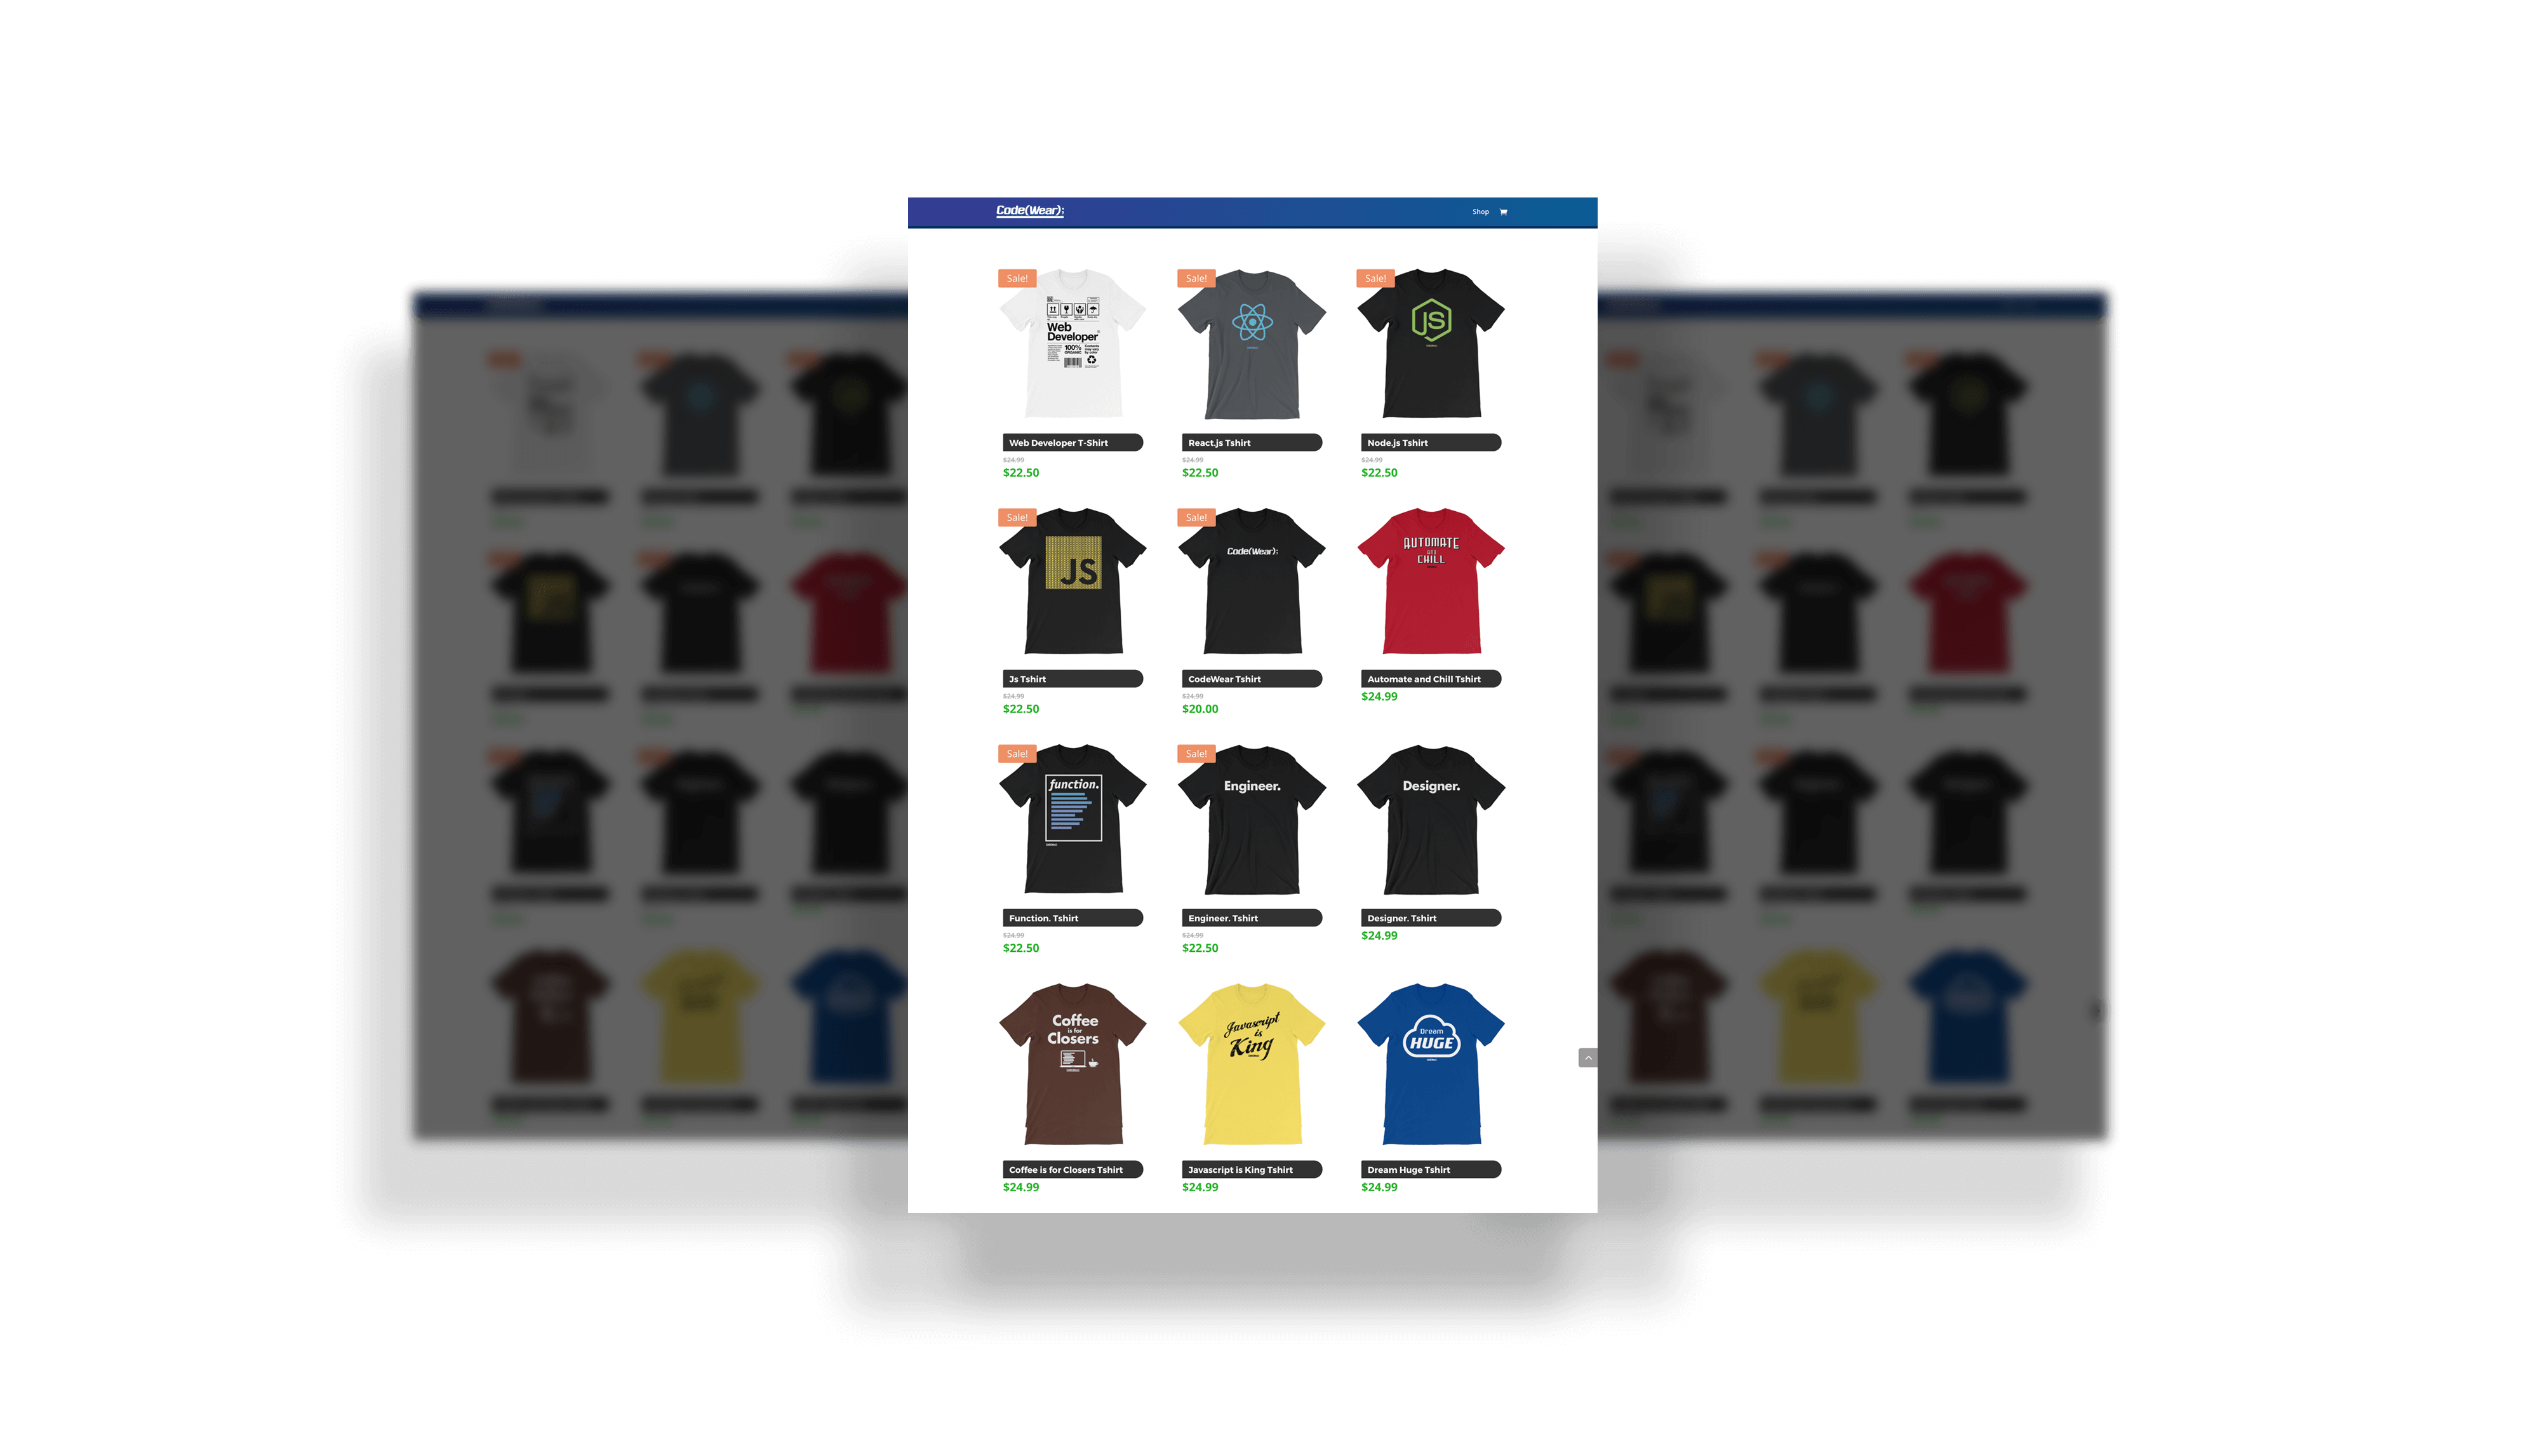 Code(Wear);
Shop
Sale!
Sale!
Sale!
Web
Developer
100%
ORGANIC
Contents
may vary
by color
JS
Web Developer T-Shirt
React.js Tshirt
Node.js Tshirt
$24.99
$24.99
$24.99
$22.50
$22.50
$22.50
Sale!
Sale!
JS
Code(Wear);
AUTOMATE
AND
CHILL
Js Tshirt
CodeWear Tshirt
Automate and Chill Tshirt
$24.99
$24.99
$24.99
$22.50
$20.00
Sale!
Sale!
function.
Engineer.
Designer.
Function. Tshirt
Engineer. Tshirt
Designer. Tshirt
$24.99
$24.99
$24.99
$22.50
$22.50
Coffee
is for
Closers
Javascript
is
King
Dream
HUGE
Coffee is for Closers Tshirt
Javascript is King Tshirt
Dream Huge Tshirt
$24.99
$24.99
$24.99